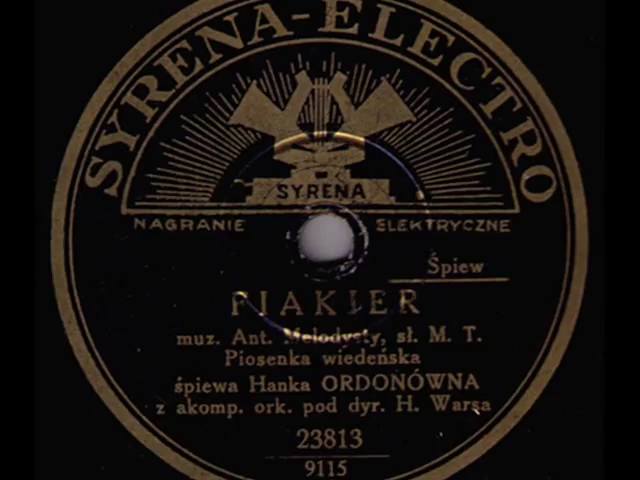 SYRENA-ELECTRO
SYRENA
NAGRANIE ELEKTRYCZNE
Śpiew
FIAKIER
muz. Ant. Melodysty, sł. M. T.
Piosenka wiedeńska
śpiewa Hanka ORDONÓWNA
z akomp. ork. pod dyr. H. Warsa
23813
9115